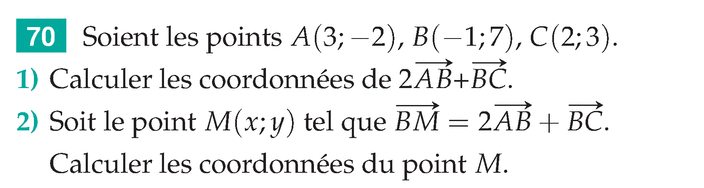 70 Soient les points A(3; −2), B(−1;7), C(2;3).
1) Calculer les coordonnées de 2\overrightarrow{AB}+\overrightarrow{BC}.
2) Soit le point M(x;y) tel que \overrightarrow{BM} = 2\overrightarrow{AB} + \overrightarrow{BC}.
Calculer les coordonnées du point M.